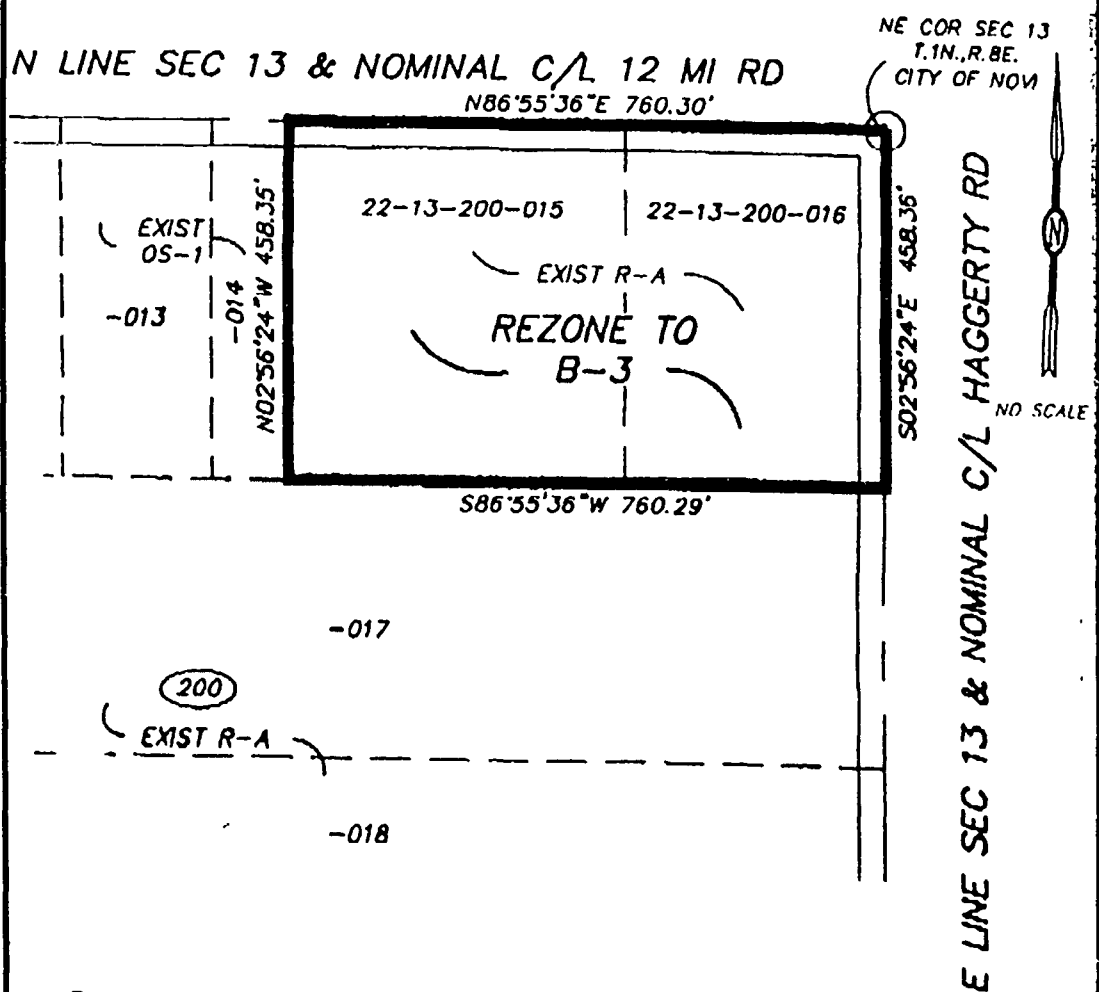 NE COR SEC 13
T.1N.,R.8E.
CITY OF NOVI
N LINE SEC 13 & NOMINAL C/L 12 MI RD
N86°55'36"E 760.30'
22-13-200-015
22-13-200-016
EXIST
OS-1
-013
-014
N02°56'24"W 458.35'
EXIST R-A
REZONE TO
B-3
S02°56'24"E 458.36'
N
NO SCALE
S86°55'36"W 760.29'
E LINE SEC 13 & NOMINAL C/L HAGGERTY RD
-017
200
EXIST R-A
-018